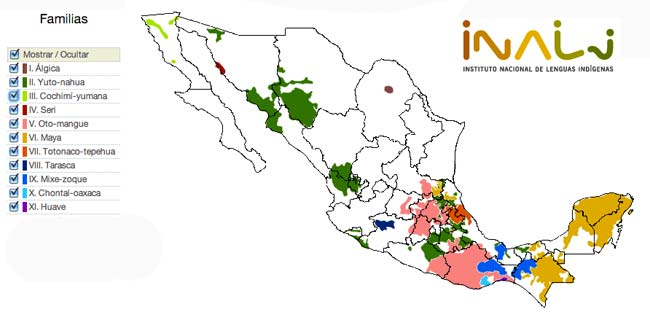 Familias
Mostrar / Ocultar
I. Álgica
II. Yuto-nahua
III. Cochimí-yumana
IV. Seri
V. Oto-mangue
VI. Maya
VII. Totonaco-tepehua
VIII. Tarasca
IX. Mixe-zoque
X. Chontal-oaxaca
XI. Huave
INALI
INSTITUTO NACIONAL DE LENGUAS INDÍGENAS